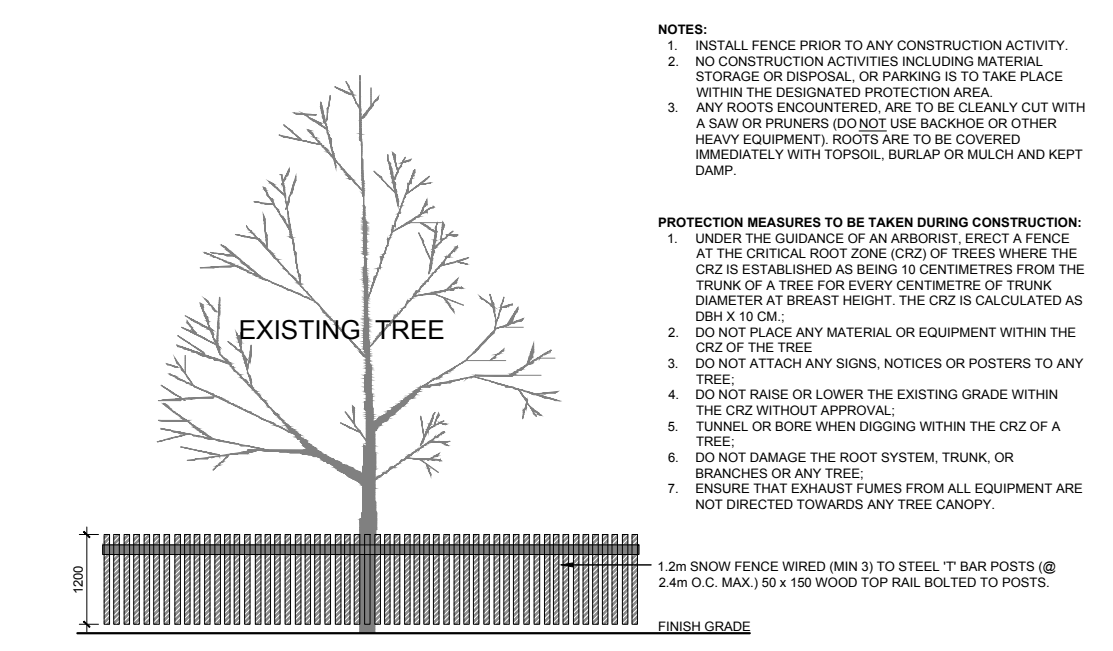 NOTES:
1. INSTALL FENCE PRIOR TO ANY CONSTRUCTION ACTIVITY.
2. NO CONSTRUCTION ACTIVITIES INCLUDING MATERIAL
STORAGE OR DISPOSAL, OR PARKING IS TO TAKE PLACE
WITHIN THE DESIGNATED PROTECTION AREA.
3. ANY ROOTS ENCOUNTERED, ARE TO BE CLEANLY CUT WITH
A SAW OR PRUNERS (DO NOT USE BACKHOE OR OTHER
HEAVY EQUIPMENT). ROOTS ARE TO BE COVERED
IMMEDIATELY WITH TOPSOIL, BURLAP OR MULCH AND KEPT
DAMP.
PROTECTION MEASURES TO BE TAKEN DURING CONSTRUCTION:
1. UNDER THE GUIDANCE OF AN ARBORIST, ERECT A FENCE
AT THE CRITICAL ROOT ZONE (CRZ) OF TREES WHERE THE
CRZ IS ESTABLISHED AS BEING 10 CENTIMETRES FROM THE
TRUNK OF A TREE FOR EVERY CENTIMETRE OF TRUNK
DIAMETER AT BREAST HEIGHT. THE CRZ IS CALCULATED AS
DBH X 10 CM.;
2. DO NOT PLACE ANY MATERIAL OR EQUIPMENT WITHIN THE
CRZ OF THE TREE
3. DO NOT ATTACH ANY SIGNS, NOTICES OR POSTERS TO ANY
TREE;
4. DO NOT RAISE OR LOWER THE EXISTING GRADE WITHIN
THE CRZ WITHOUT APPROVAL;
5. TUNNEL OR BORE WHEN DIGGING WITHIN THE CRZ OF A
TREE;
6. DO NOT DAMAGE THE ROOT SYSTEM, TRUNK, OR
BRANCHES OR ANY TREE;
7. ENSURE THAT EXHAUST FUMES FROM ALL EQUIPMENT ARE
NOT DIRECTED TOWARDS ANY TREE CANOPY.
EXISTING TREE
1200
1.2m SNOW FENCE WIRED (MIN 3) TO STEEL 'T' BAR POSTS (@
2.4m O.C. MAX.) 50 x 150 WOOD TOP RAIL BOLTED TO POSTS.
FINISH GRADE